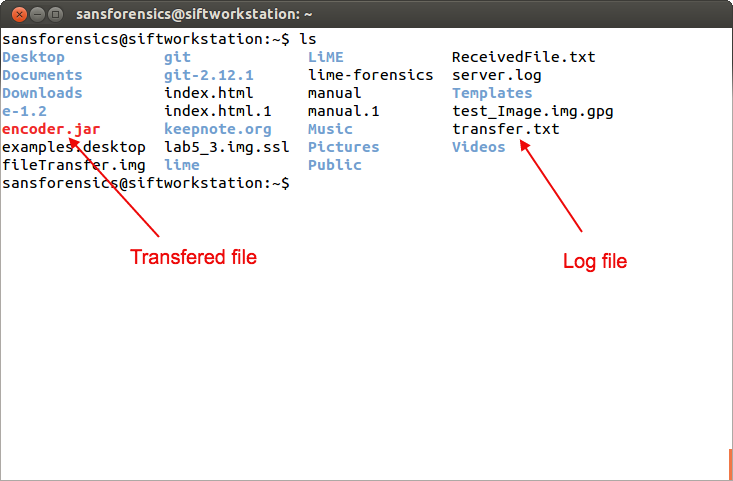 sansforensics@siftworkstation: ~
sansforensics@siftworkstation:~$ ls
Desktop git LiME ReceivedFile.txt
Documents git-2.12.1 lime-forensics server.log
Downloads index.html manual Templates
e-1.2 index.html.1 manual.1 test_Image.img.gpg
encoder.jar keepnote.org Music transfer.txt
examples.desktop lab5_3.img.ssl Pictures Videos
fileTransfer.img lime Public
sansforensics@siftworkstation:~$
Transfered file
Log file